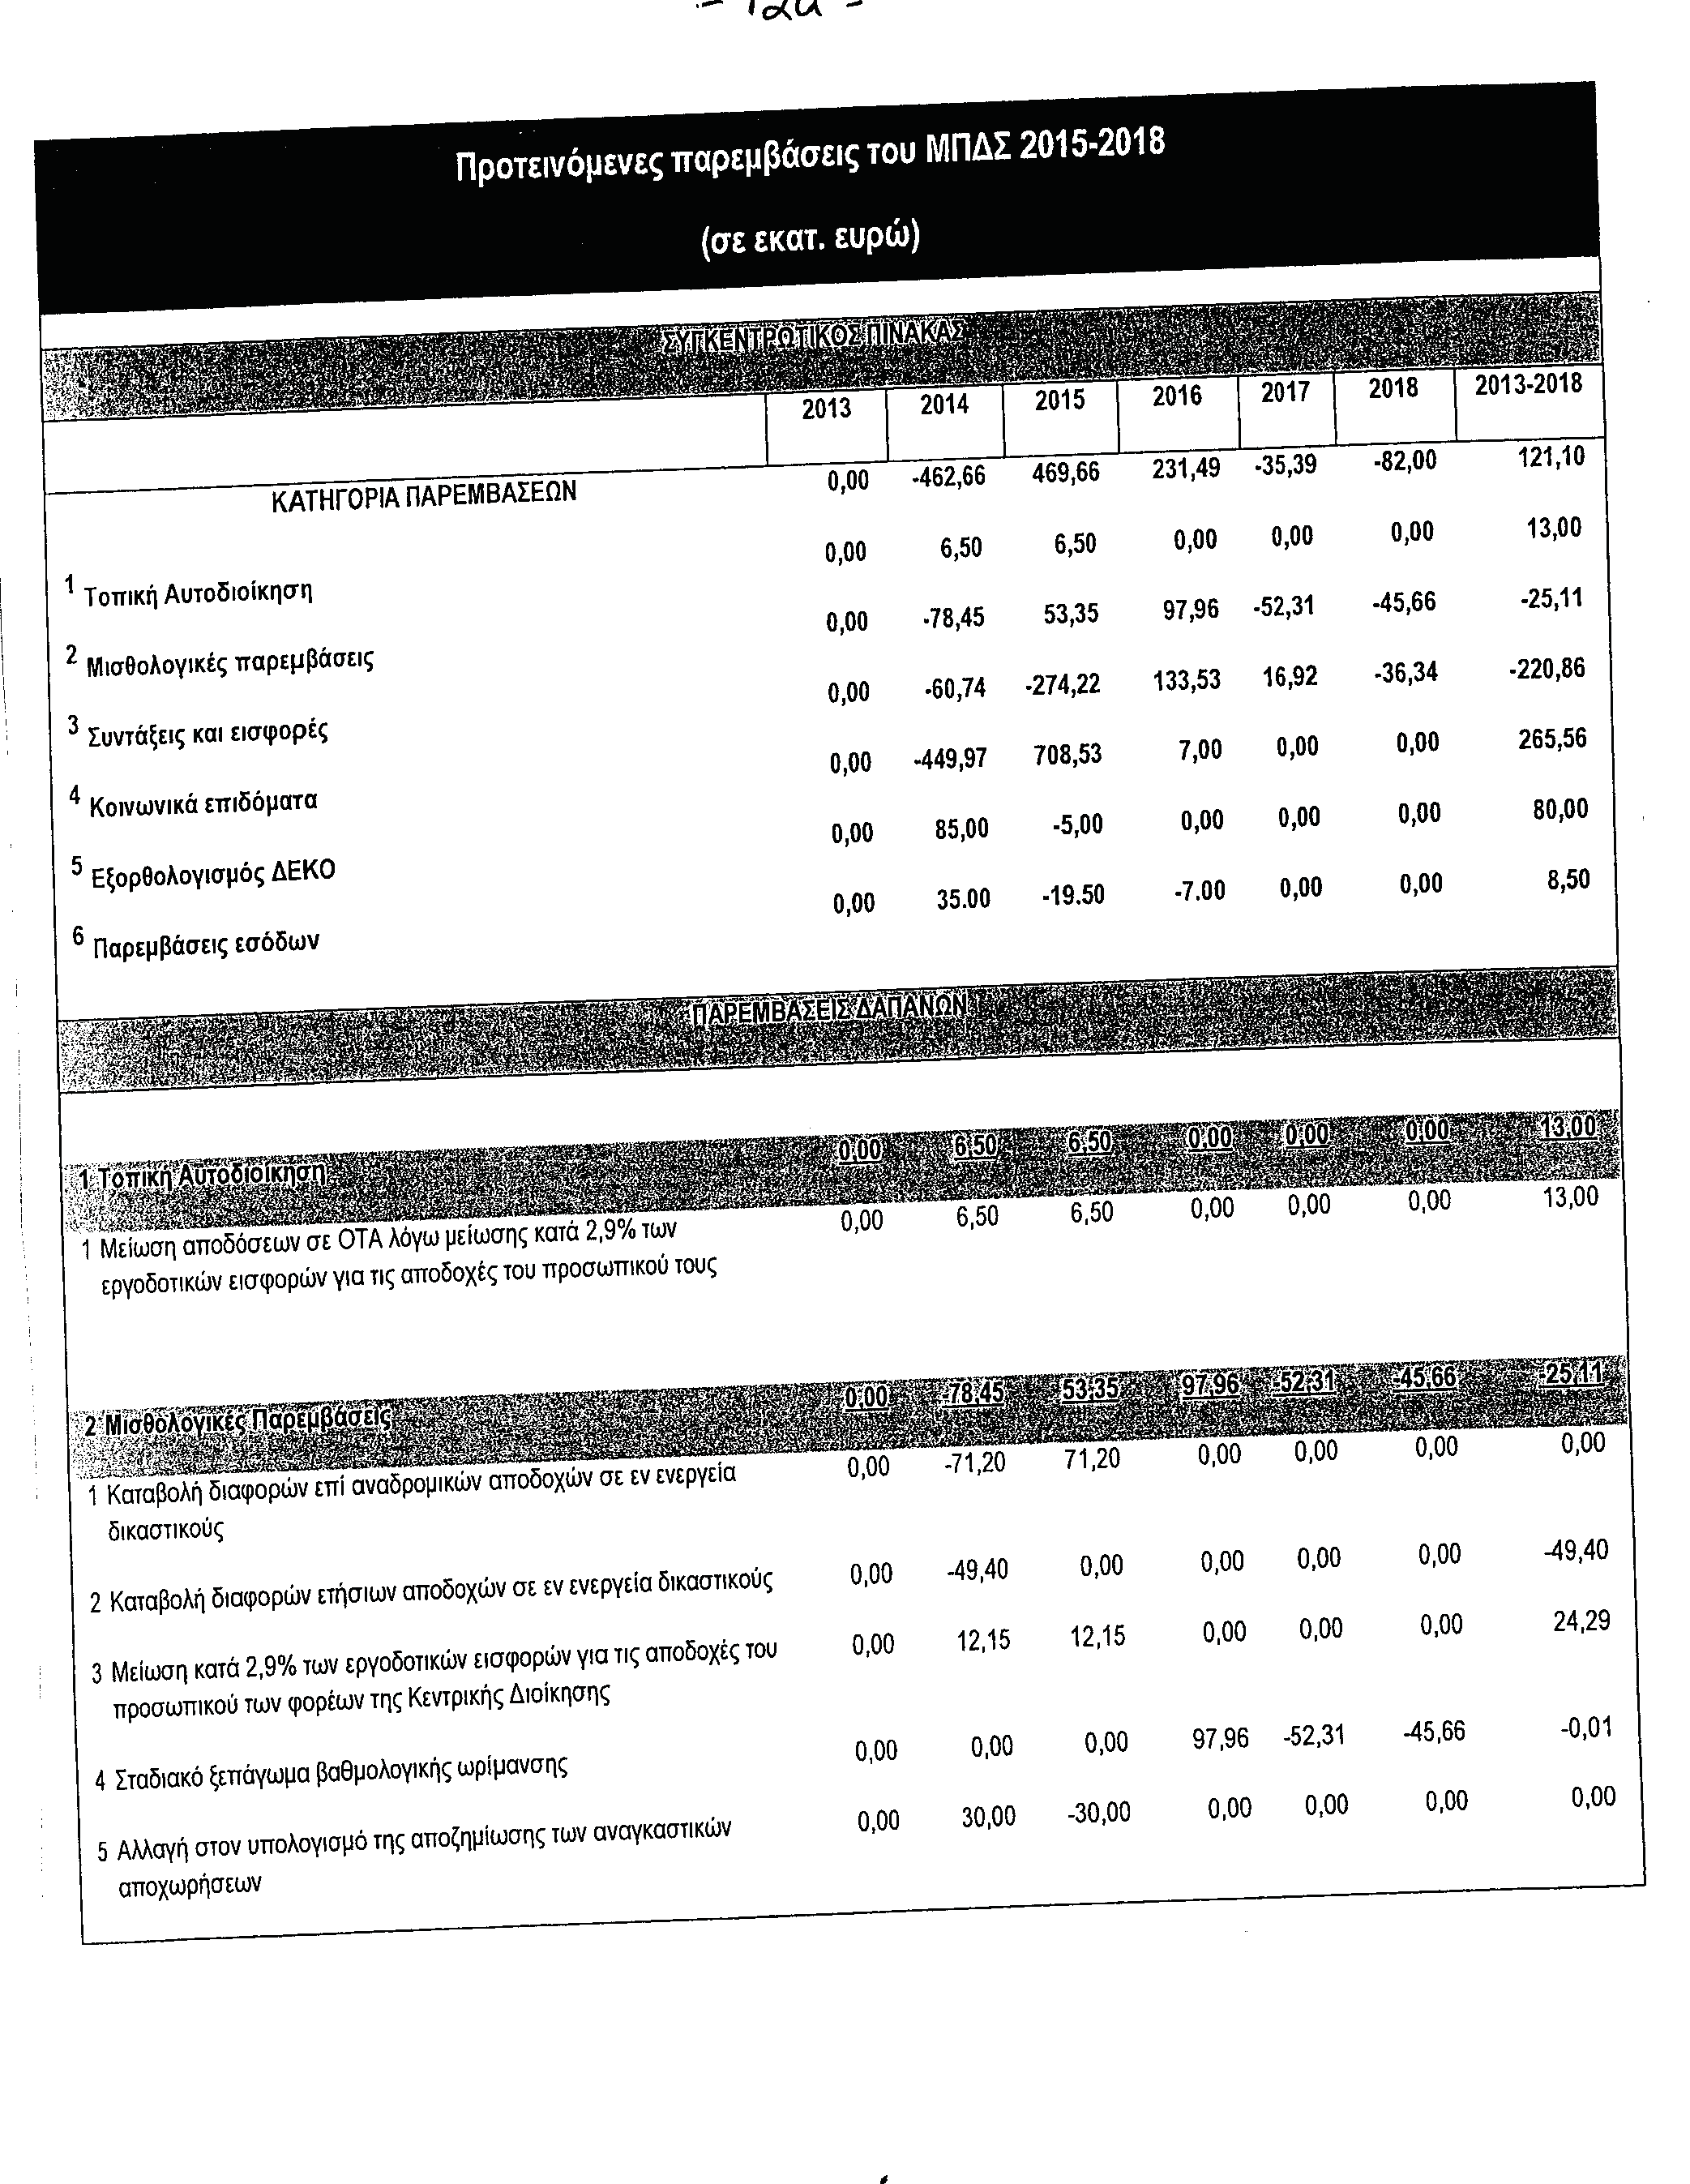 Προτεινόμενες παρεμβάσεις του ΜΠΔΣ 2015-2018
(σε εκατ. ευρώ)
ΣΥΓΚΕΝΤΡΩΤΙΚΟΣ ΠΙΝΑΚΑΣ
2013 2014 2015 2016 2017 2018 2013-2018
ΚΑΤΗΓΟΡΙΑ ΠΑΡΕΜΒΑΣΕΩΝ 0,00 -462,66 469,66 231,49 -35,39 -82,00 121,10
1 Τοπική Αυτοδιοίκηση 0,00 6,50 6,50 0,00 0,00 0,00 13,00
2 Μισθολογικές παρεμβάσεις 0,00 -78,45 53,35 97,96 -52,31 -45,66 -25,11
3 Συντάξεις και εισφορές 0,00 -60,74 -274,22 133,53 16,92 -36,34 -220,86
4 Κοινωνικά επιδόματα 0,00 -449,97 708,53 7,00 0,00 0,00 265,56
5 Εξορθολογισμός ΔΕΚΟ 0,00 85,00 -5,00 0,00 0,00 0,00 80,00
6 Παρεμβάσεις εσόδων 0,00 35.00 -19.50 -7.00 0,00 0,00 8,50
ΠΑΡΕΜΒΑΣΕΙΣ ΔΑΠΑΝΩΝ
1 Τοπική Αυτοδιοίκηση 0,00 6,50 6,50 0,00 0,00 0,00 13,00
1 Μείωση αποδόσεων σε ΟΤΑ λόγω μείωσης κατά 2,9% των 0,00 6,50 6,50 0,00 0,00 0,00 13,00
εργοδοτικών εισφορών για τις αποδοχές του προσωπικού τους
2 Μισθολογικές Παρεμβάσεις 0,00 -78,45 53,35 97,96 -52,31 -45,66 -25,11
1 Καταβολή διαφορών επί αναδρομικών αποδοχών σε εν ενεργεία 0,00 -71,20 71,20 0,00 0,00 0,00 0,00
δικαστικούς
2 Καταβολή διαφορών ετήσιων αποδοχών σε εν ενεργεία δικαστικούς 0,00 -49,40 0,00 0,00 0,00 0,00 -49,40
3 Μείωση κατά 2,9% των εργοδοτικών εισφορών για τις αποδοχές του 0,00 12,15 12,15 0,00 0,00 0,00 24,29
προσωπικού των φορέων της Κεντρικής Διοίκησης
4 Σταδιακό ξεπάγωμα βαθμολογικής ωρίμανσης 0,00 0,00 0,00 97,96 -52,31 -45,66 -0,01
5 Αλλαγή στον υπολογισμό της αποζημίωσης των αναγκαστικών 0,00 30,00 -30,00 0,00 0,00 0,00 0,00
αποχωρήσεων